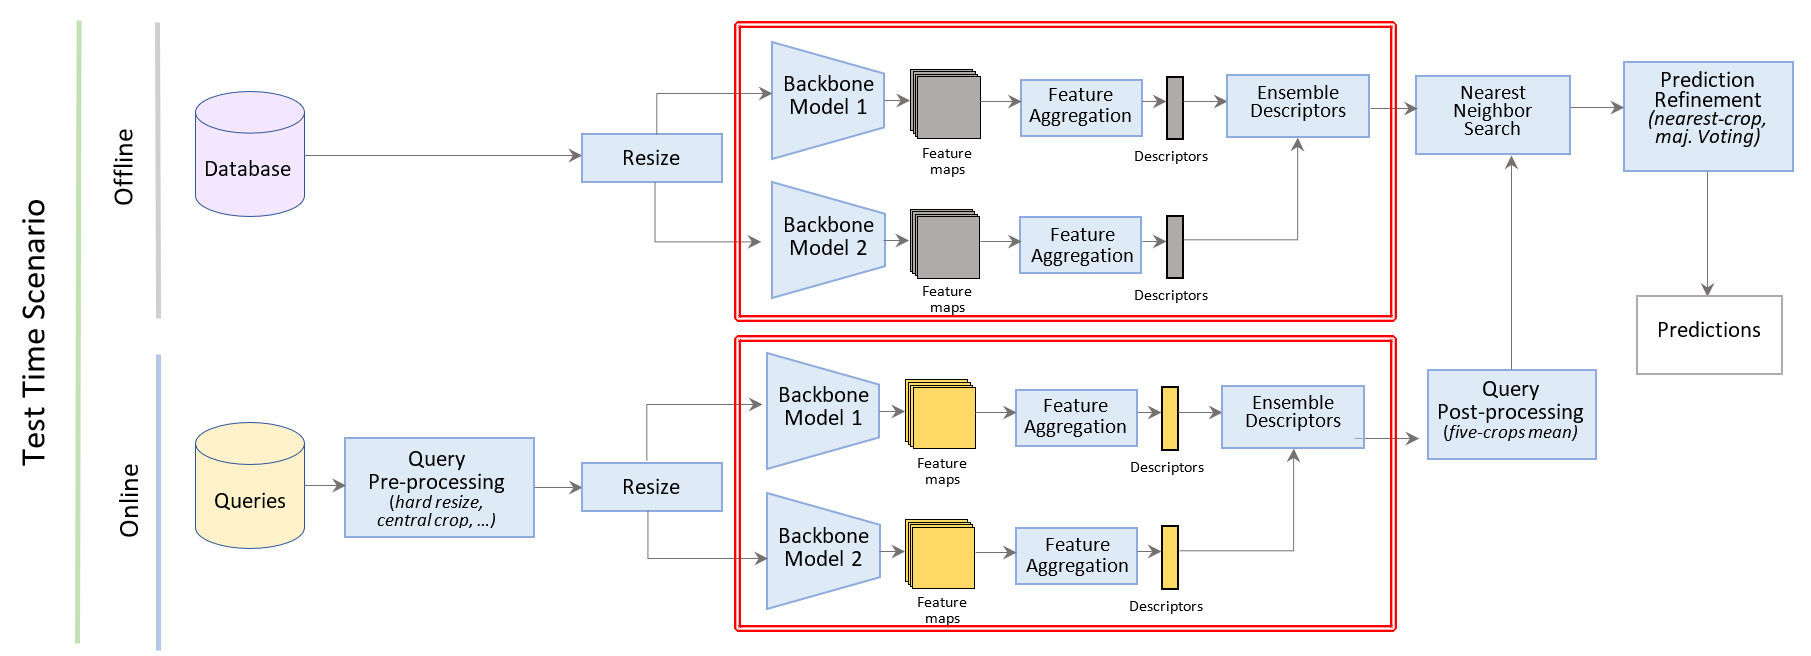 Test Time Scenario
Offline
Database
Resize
Backbone
Model 1
Feature
maps
Feature
Aggregation
Descriptors
Ensemble
Descriptors
Backbone
Model 2
Feature
maps
Feature
Aggregation
Descriptors
Nearest
Neighbor
Search
Prediction
Refinement
(nearest-crop,
maj. Voting)
Predictions
Online
Queries
Query
Pre-processing
(hard resize,
central crop, ...)
Resize
Backbone
Model 1
Feature
maps
Feature
Aggregation
Descriptors
Ensemble
Descriptors
Backbone
Model 2
Feature
maps
Feature
Aggregation
Descriptors
Query
Post-processing
(five-crops mean)